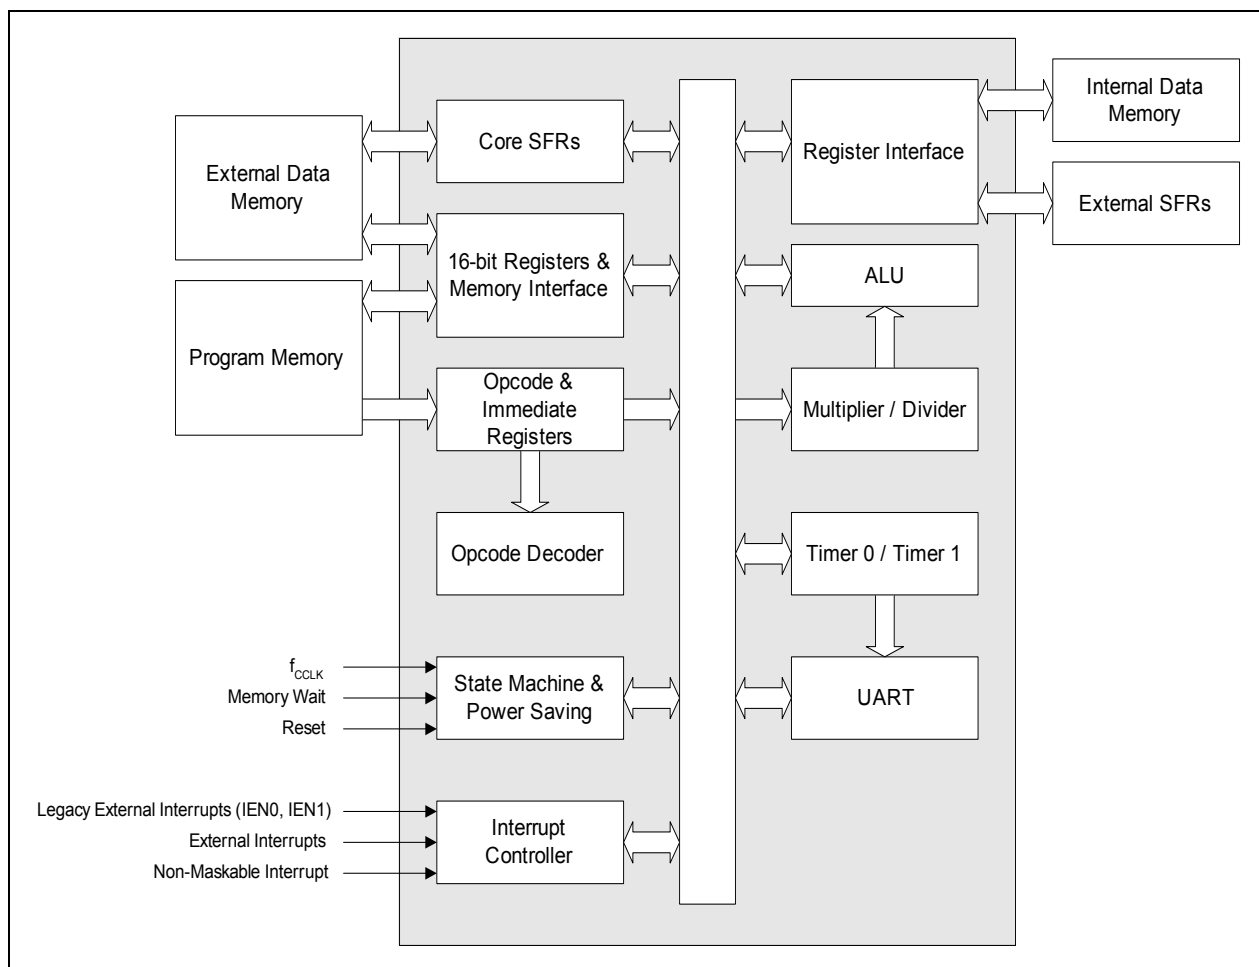 Core SFRs
Register Interface
Internal Data
Memory
External Data
Memory
External SFRs
16-bit Registers &
Memory Interface
ALU
Program Memory
Opcode &
Immediate
Registers
Multiplier / Divider
Opcode Decoder
Timer 0 / Timer 1
fCCLK
Memory Wait
Reset
State Machine &
Power Saving
UART
Legacy External Interrupts (IEN0, IEN1)
External Interrupts
Non-Maskable Interrupt
Interrupt
Controller